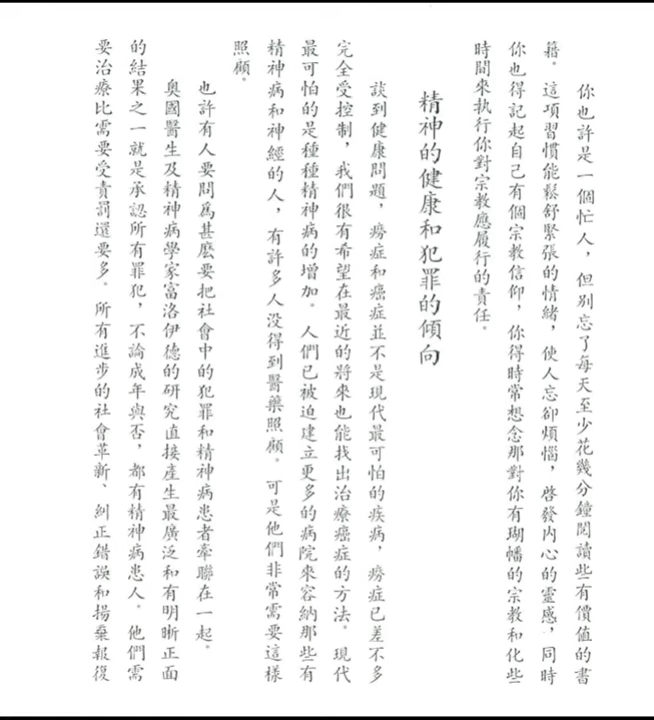 你也許是一個忙人，但別忘了每天至少花幾分鐘閱讀些有價值的書
籍。這項習慣能鬆舒緊張的情緒，使人忘卻煩惱，啓發內心的靈感，同時
你也得記起自己有個宗教信仰，你得時常想念那對你有瑚幡的宗教和化些
時間來執行你對宗教應履行的責任。
精神的健康和犯罪的傾向
談到健康問題，癆症和癌症並不是現代最可怕的疾病，癆症已差不多
完全受控制，我們很有希望在最近的將來也能找出治療癌症的方法。現代
最可怕的是種種精神病的增加。人們已被迫建立更多的病院來容納那些有
精神病和神經的人，有許多人沒得到醫藥照顧。可是他們非常需要這樣
照顧。
也許有人要問爲甚麼要把社會中的犯罪和精神病患者牽聯在一起。
奧國醫生及精神病學家富洛伊德的研究直接產生最廣泛和有明晰正面
的結果之一就是承認所有罪犯，不論成年與否，都有精神病患人。他們需
要治療比需要受責罰還要多。所有進步的社會革新、糾正錯誤和揚棄報復